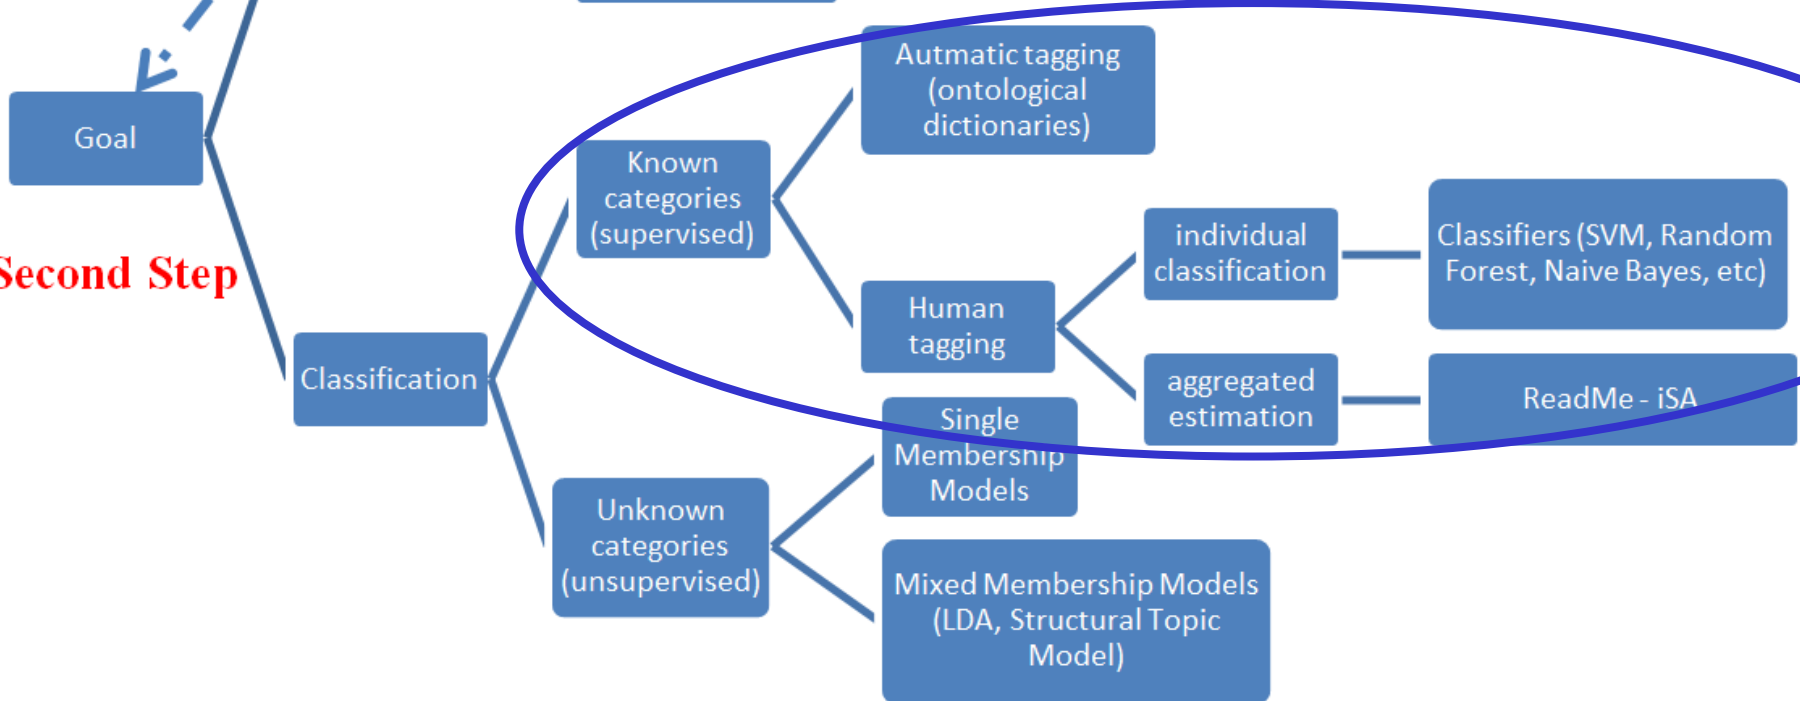 Autmatic tagging
(ontological
dictionaries)
Goal
Known
categories
(supervised)
individual
classification
Classifiers (SVM, Random
Forest, Naive Bayes, etc)
Second Step
Human
tagging
Classification
aggregated
estimation
ReadMe - iSA
Single
Membership
Models
Unknown
categories
(unsupervised)
Mixed Membership Models
(LDA, Structural Topic
Model)